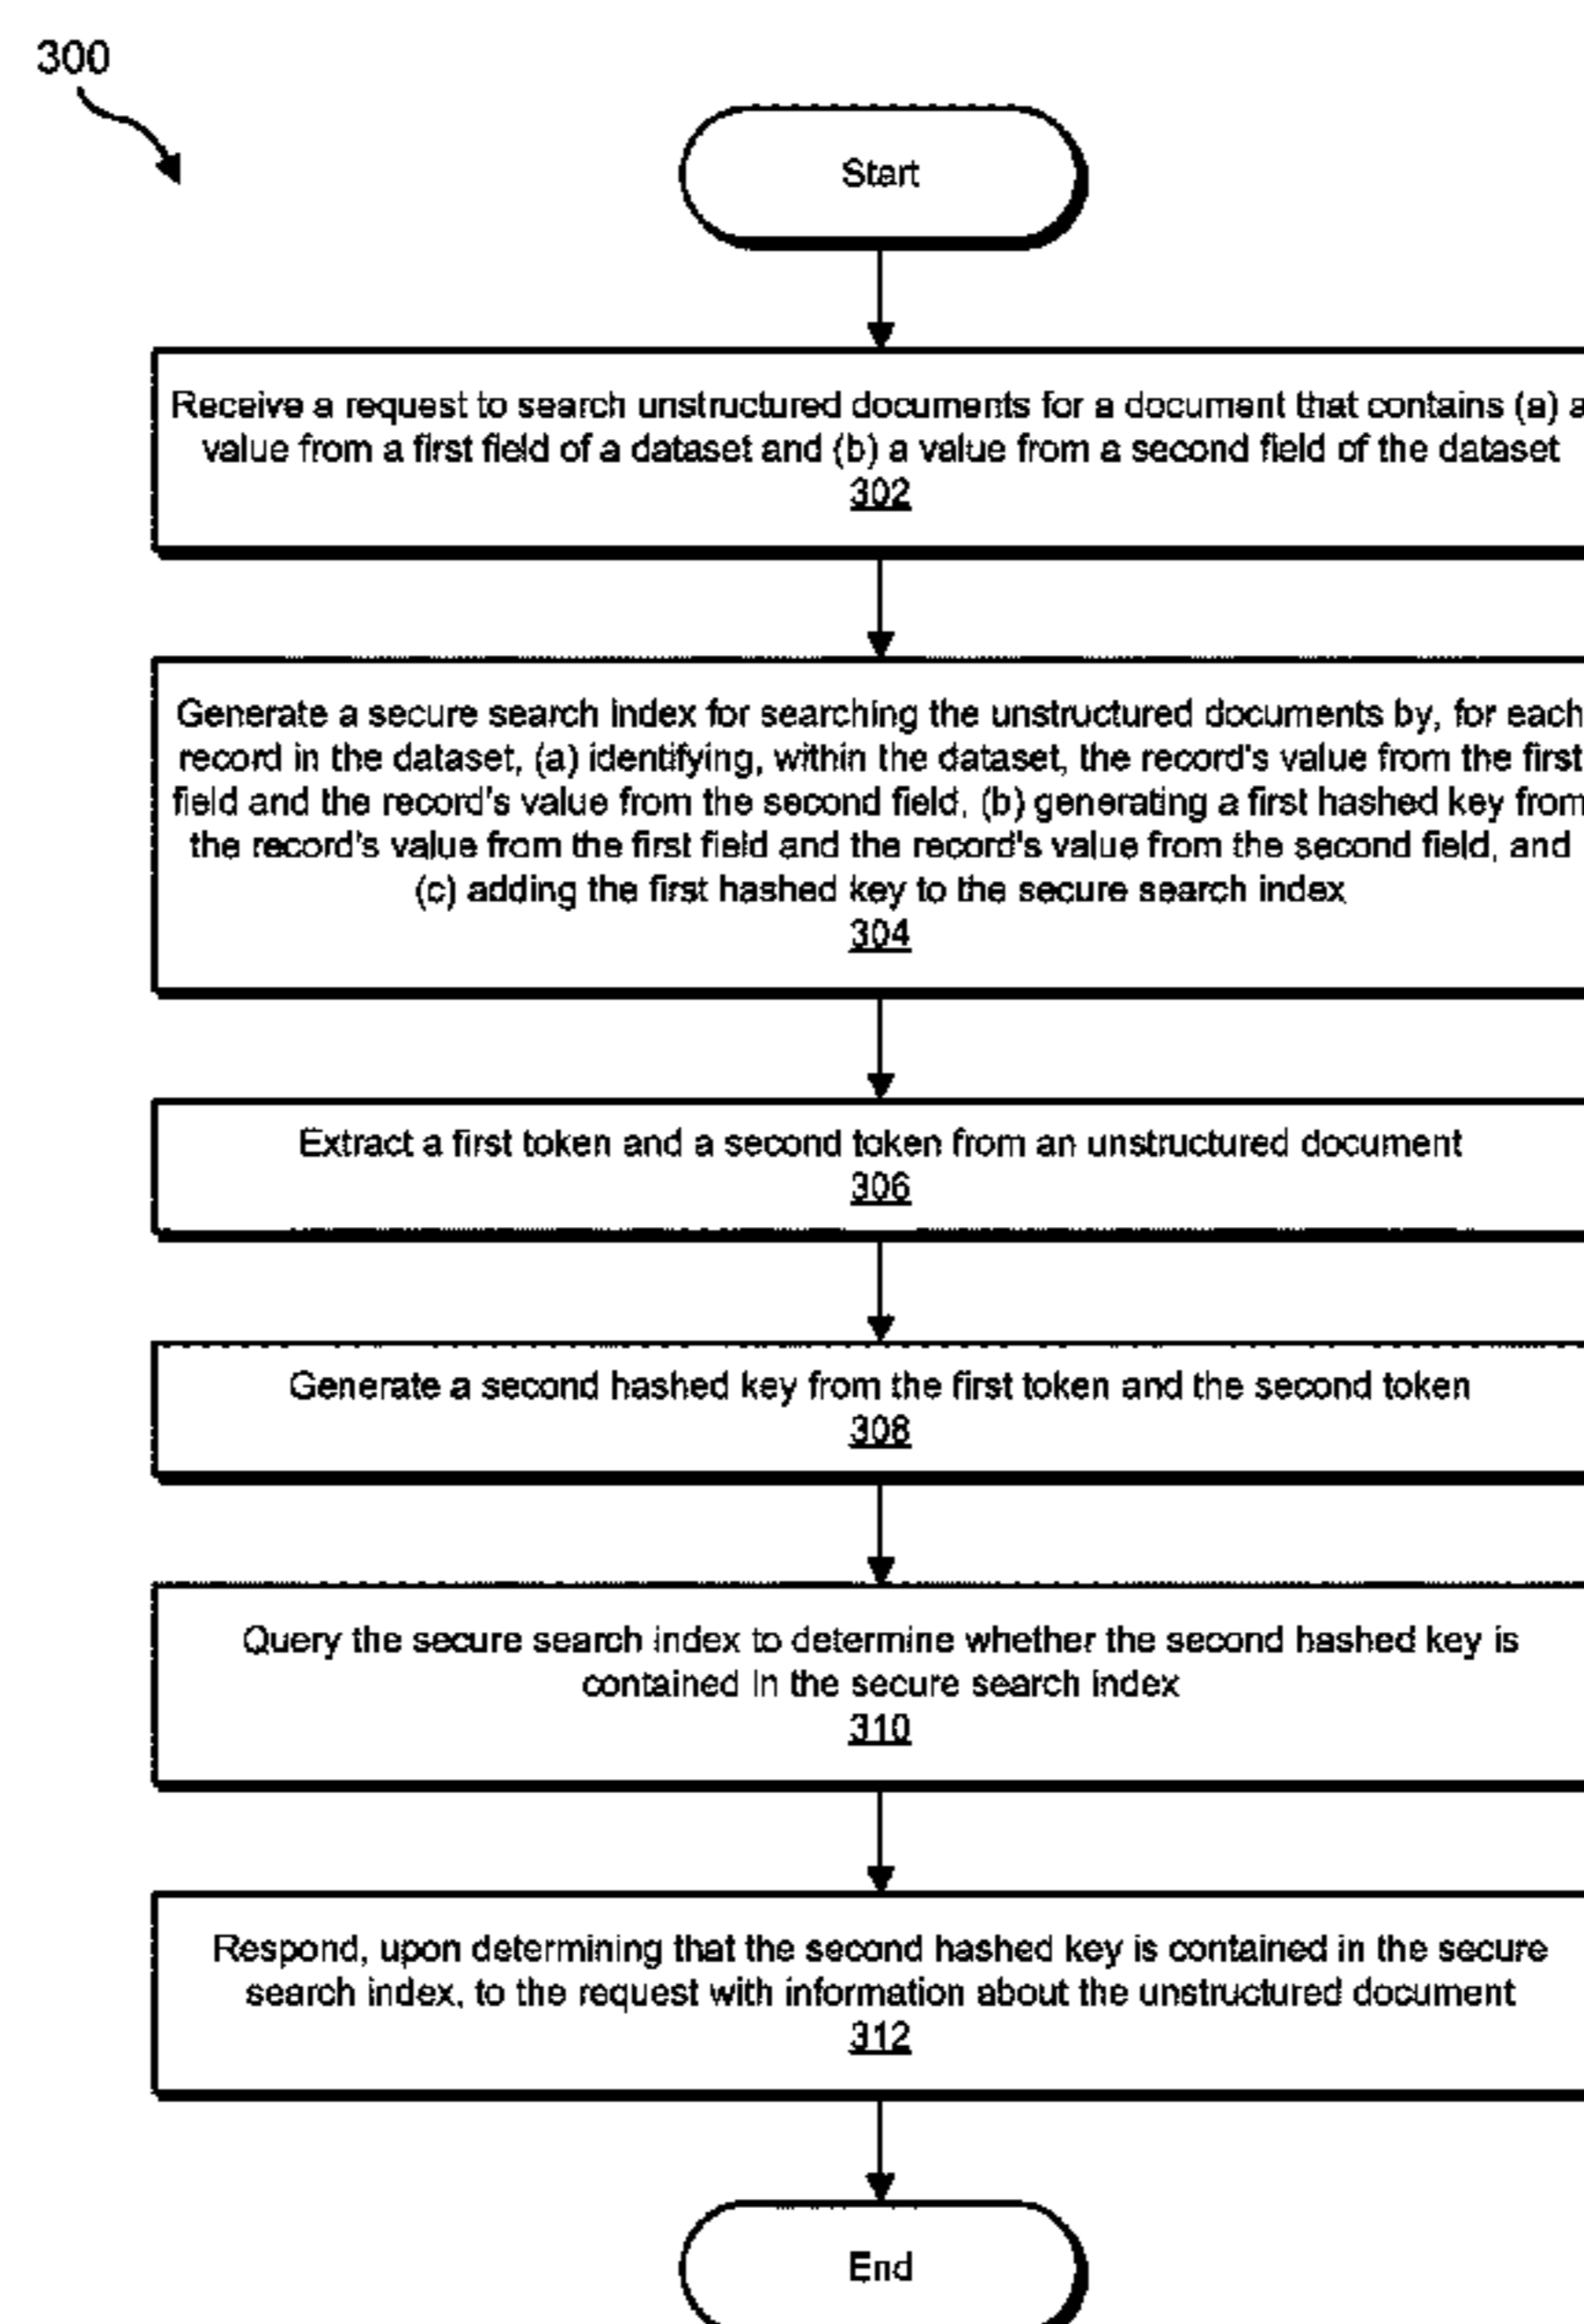 300
Start
Receive a request to search unstructured documents for a document that contains (a) a
value from a first field of a dataset and (b) a value from a second field of the dataset
302
Generate a secure search index for searching the unstructured documents by, for each
record in the dataset, (a) identifying, within the dataset, the record's value from the first
field and the record's value from the second field, (b) generating a first hashed key from
the record's value from the first field and the record's value from the second field, and
(c) adding the first hashed key to the secure search index
304
Extract a first token and a second token from an unstructured document
306
Generate a second hashed key from the first token and the second token
308
Query the secure search index to determine whether the second hashed key is
contained in the secure search index
310
Respond, upon determining that the second hashed key is contained in the secure
search index, to the request with information about the unstructured document
312
End